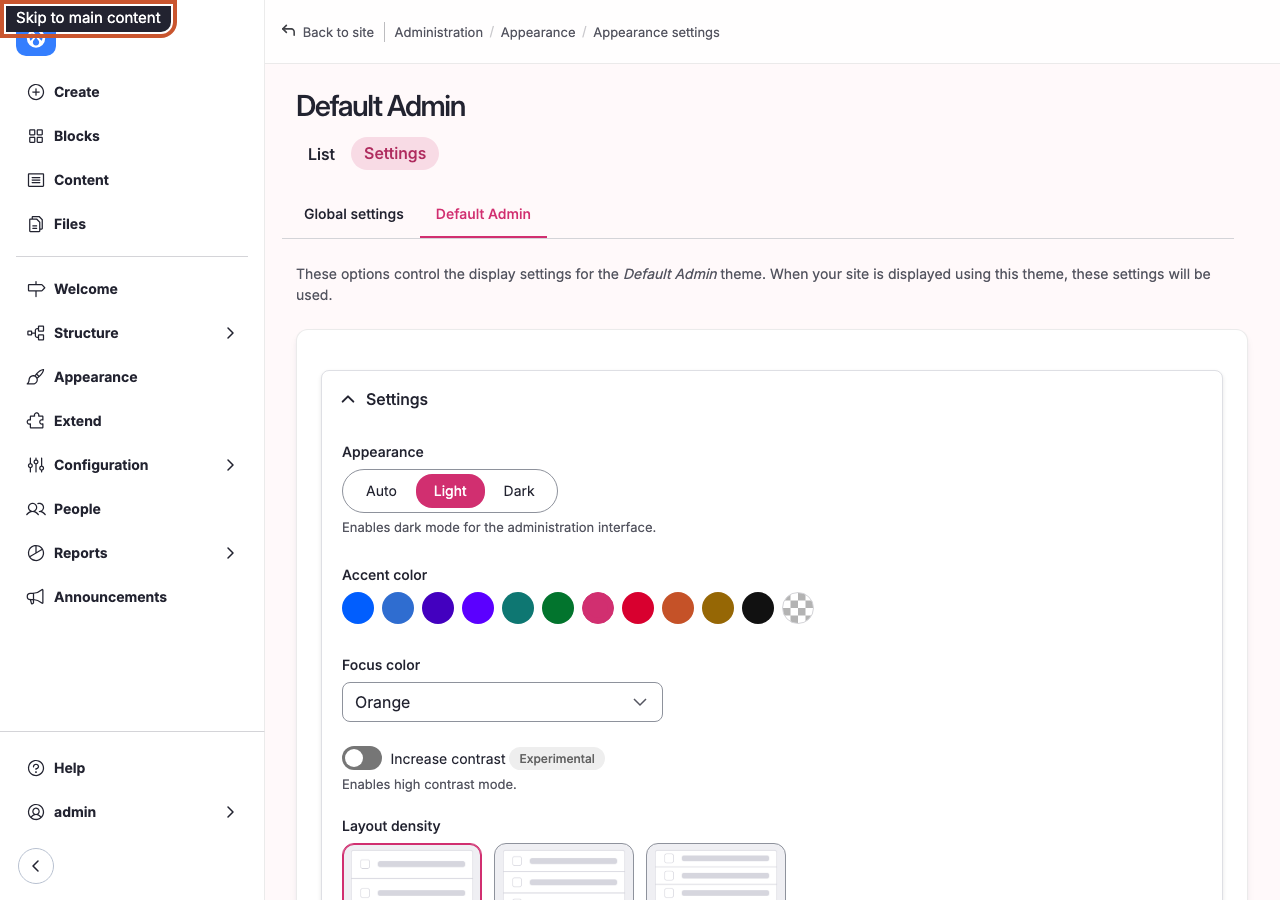 Skip to main content
Create
Blocks
Content
Files
Welcome
Structure
Appearance
Extend
Configuration
People
Reports
Announcements
Help
admin
Back to site
Administration / Appearance / Appearance settings
Default Admin
List
Settings
Global settings
Default Admin
These options control the display settings for the Default Admin theme. When your site is displayed using this theme, these settings will be
used.
Settings
Appearance
Auto
Light
Dark
Enables dark mode for the administration interface.
Accent color
Focus color
Orange
Increase contrast
Experimental
Enables high contrast mode.
Layout density